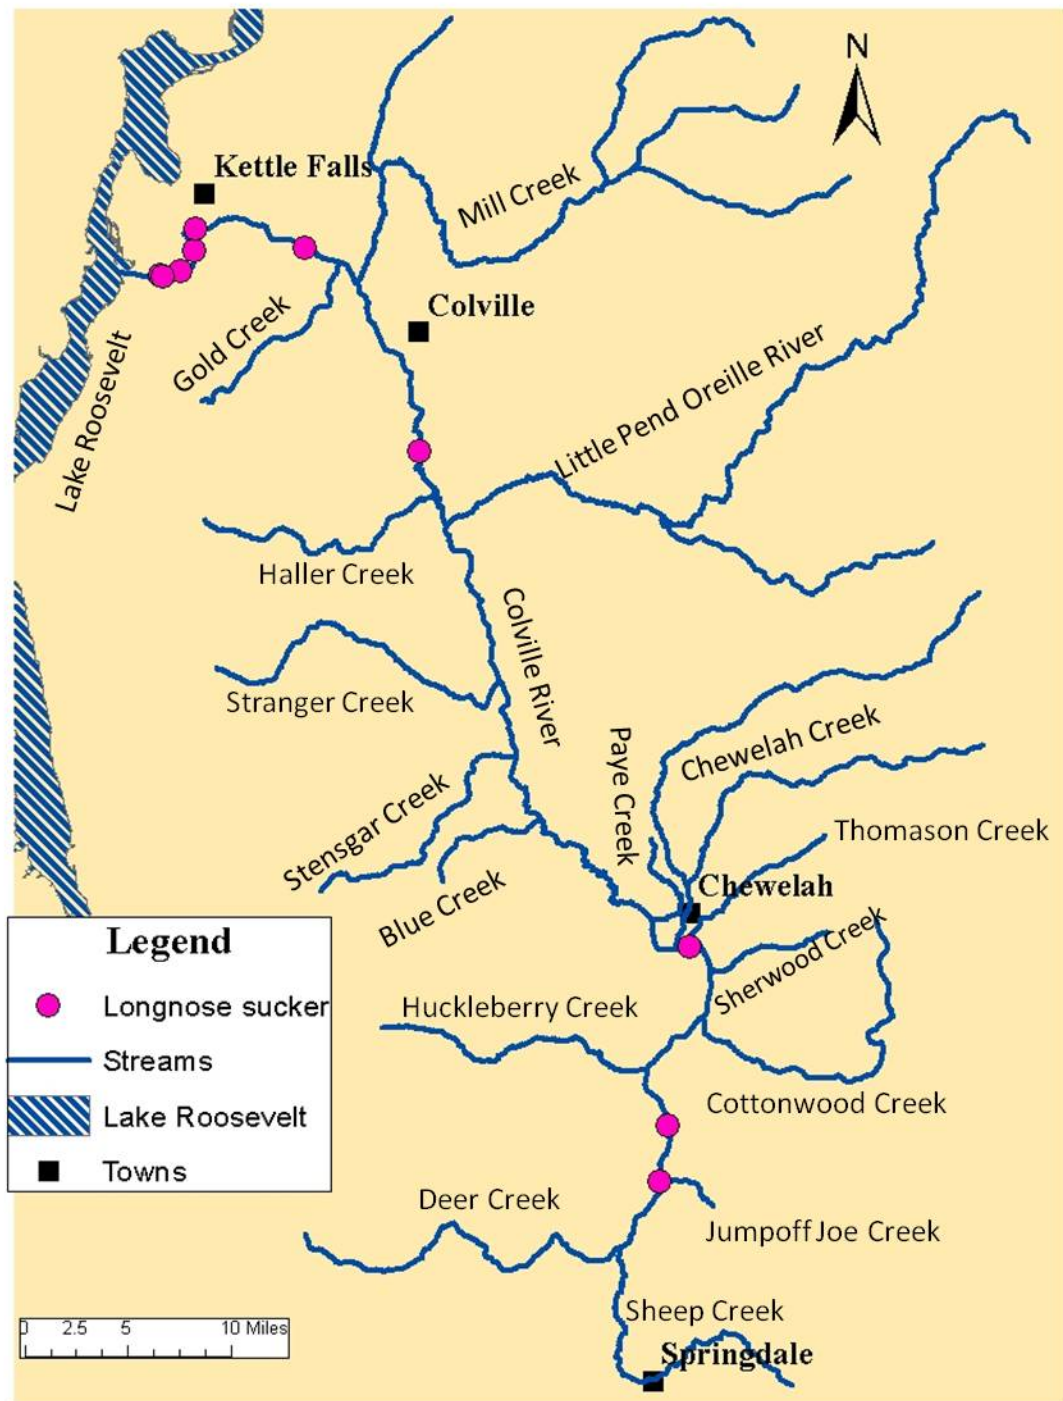 N
Kettle Falls
Mill Creek
Colville
Gold Creek
Lake Roosevelt
Little Pend Oreille River
Haller Creek
Colville River
Stranger Creek
Paye Creek
Chewelah Creek
Stensgar Creek
Thomason Creek
Blue Creek
Chewelah
Sherwood Creek
Huckleberry Creek
Cottonwood Creek
Deer Creek
Jumpoff Joe Creek
Sheep Creek
Springdale
Legend
Longnose sucker
Streams
Lake Roosevelt
Towns
0 2.5 5 10 Miles